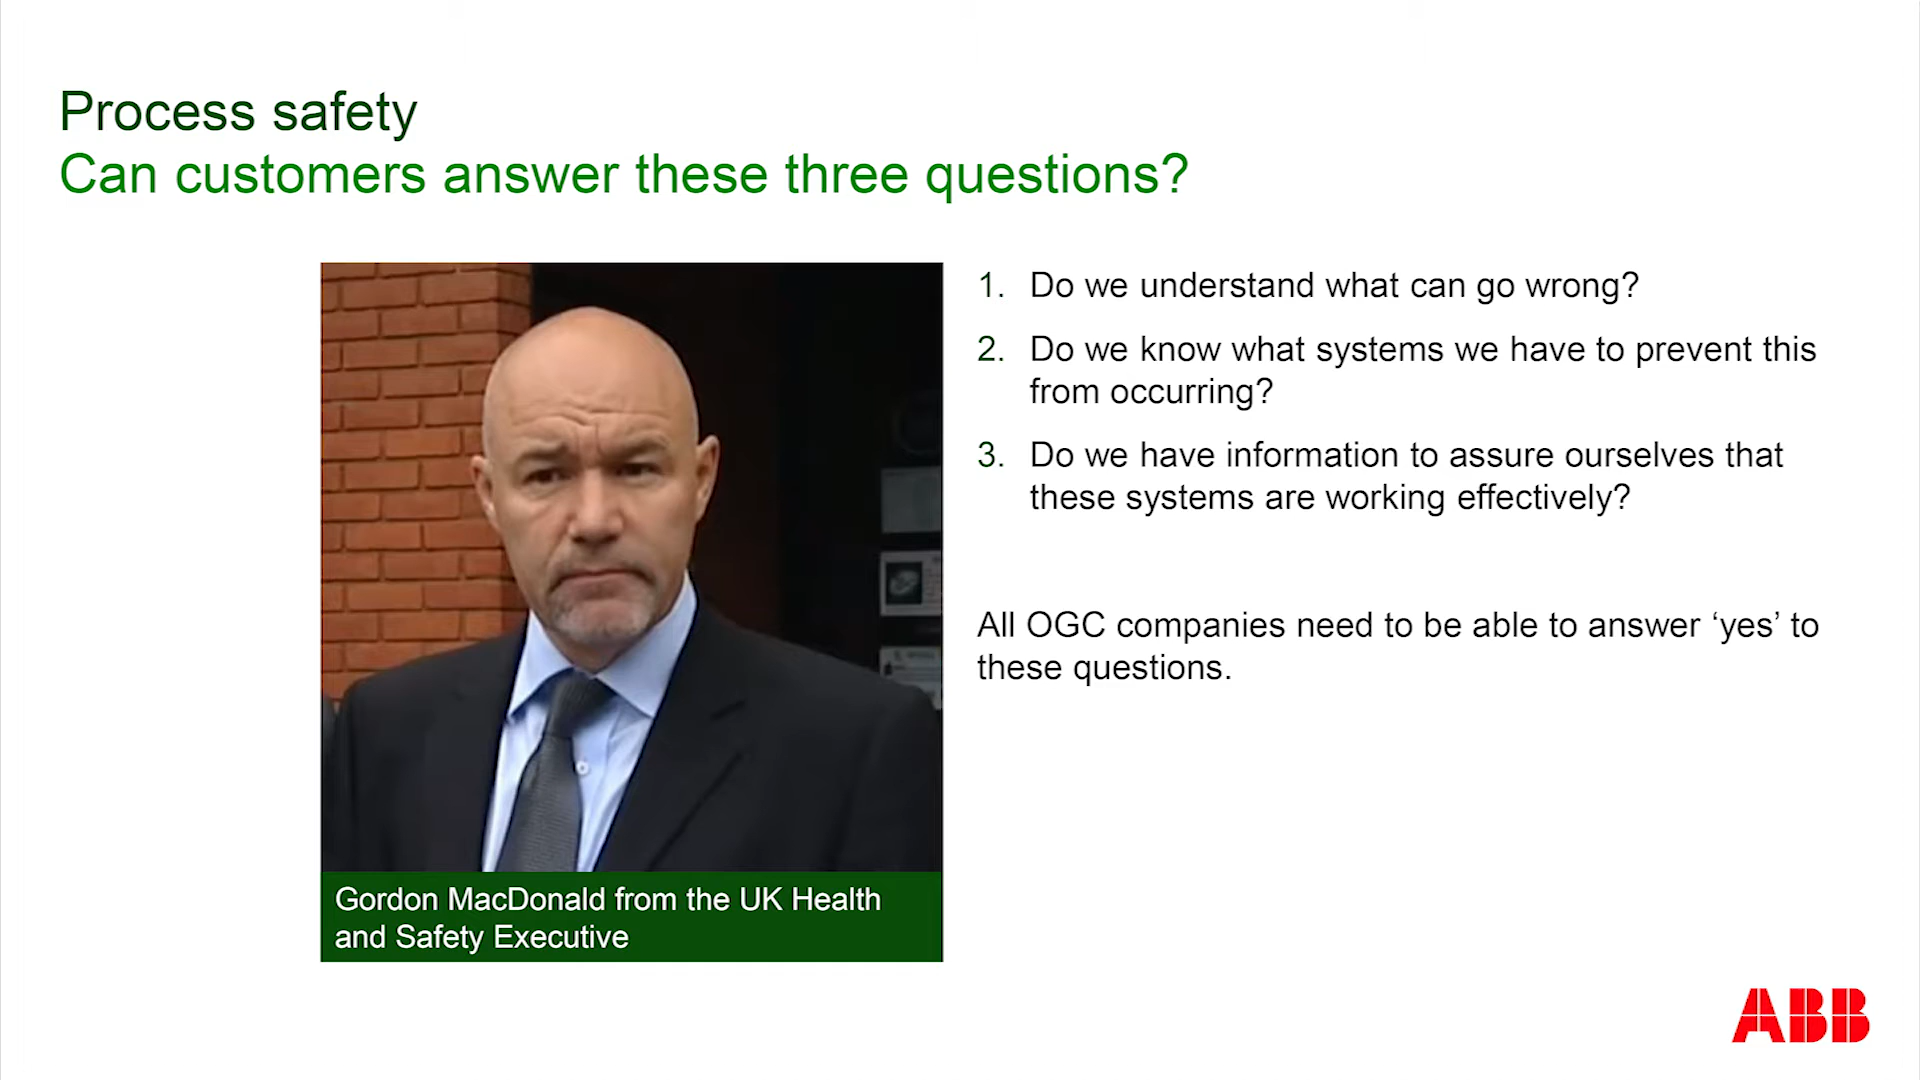 Process safety
Can customers answer these three questions?
1. Do we understand what can go wrong?
2. Do we know what systems we have to prevent this
from occurring?
3. Do we have information to assure ourselves that
these systems are working effectively?
All OGC companies need to be able to answer ‘yes’ to
these questions.
Gordon MacDonald from the UK Health
and Safety Executive
ABB